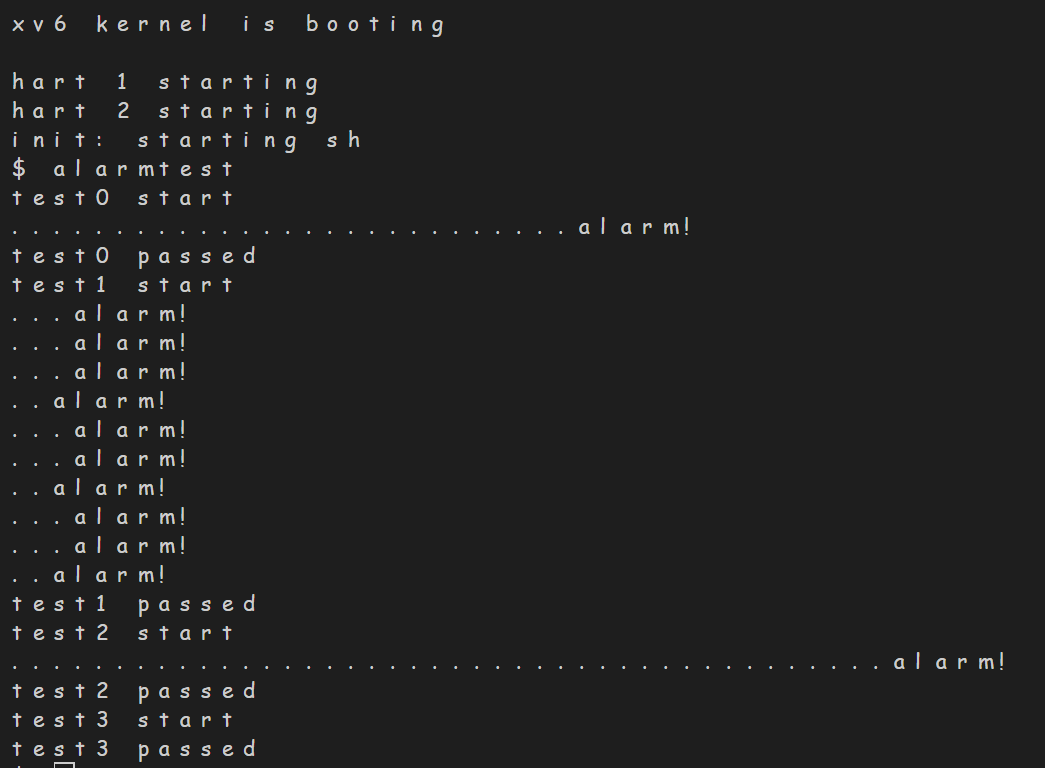 xv6 kernel is booting

hart 1 starting
hart 2 starting
init: starting sh
$ alarmtest
test0 start
...........................alarm!
test0 passed
test1 start
...alarm!
...alarm!
...alarm!
..alarm!
...alarm!
...alarm!
..alarm!
...alarm!
...alarm!
..alarm!
test1 passed
test2 start
..........................................alarm!
test2 passed
test3 start
test3 passed